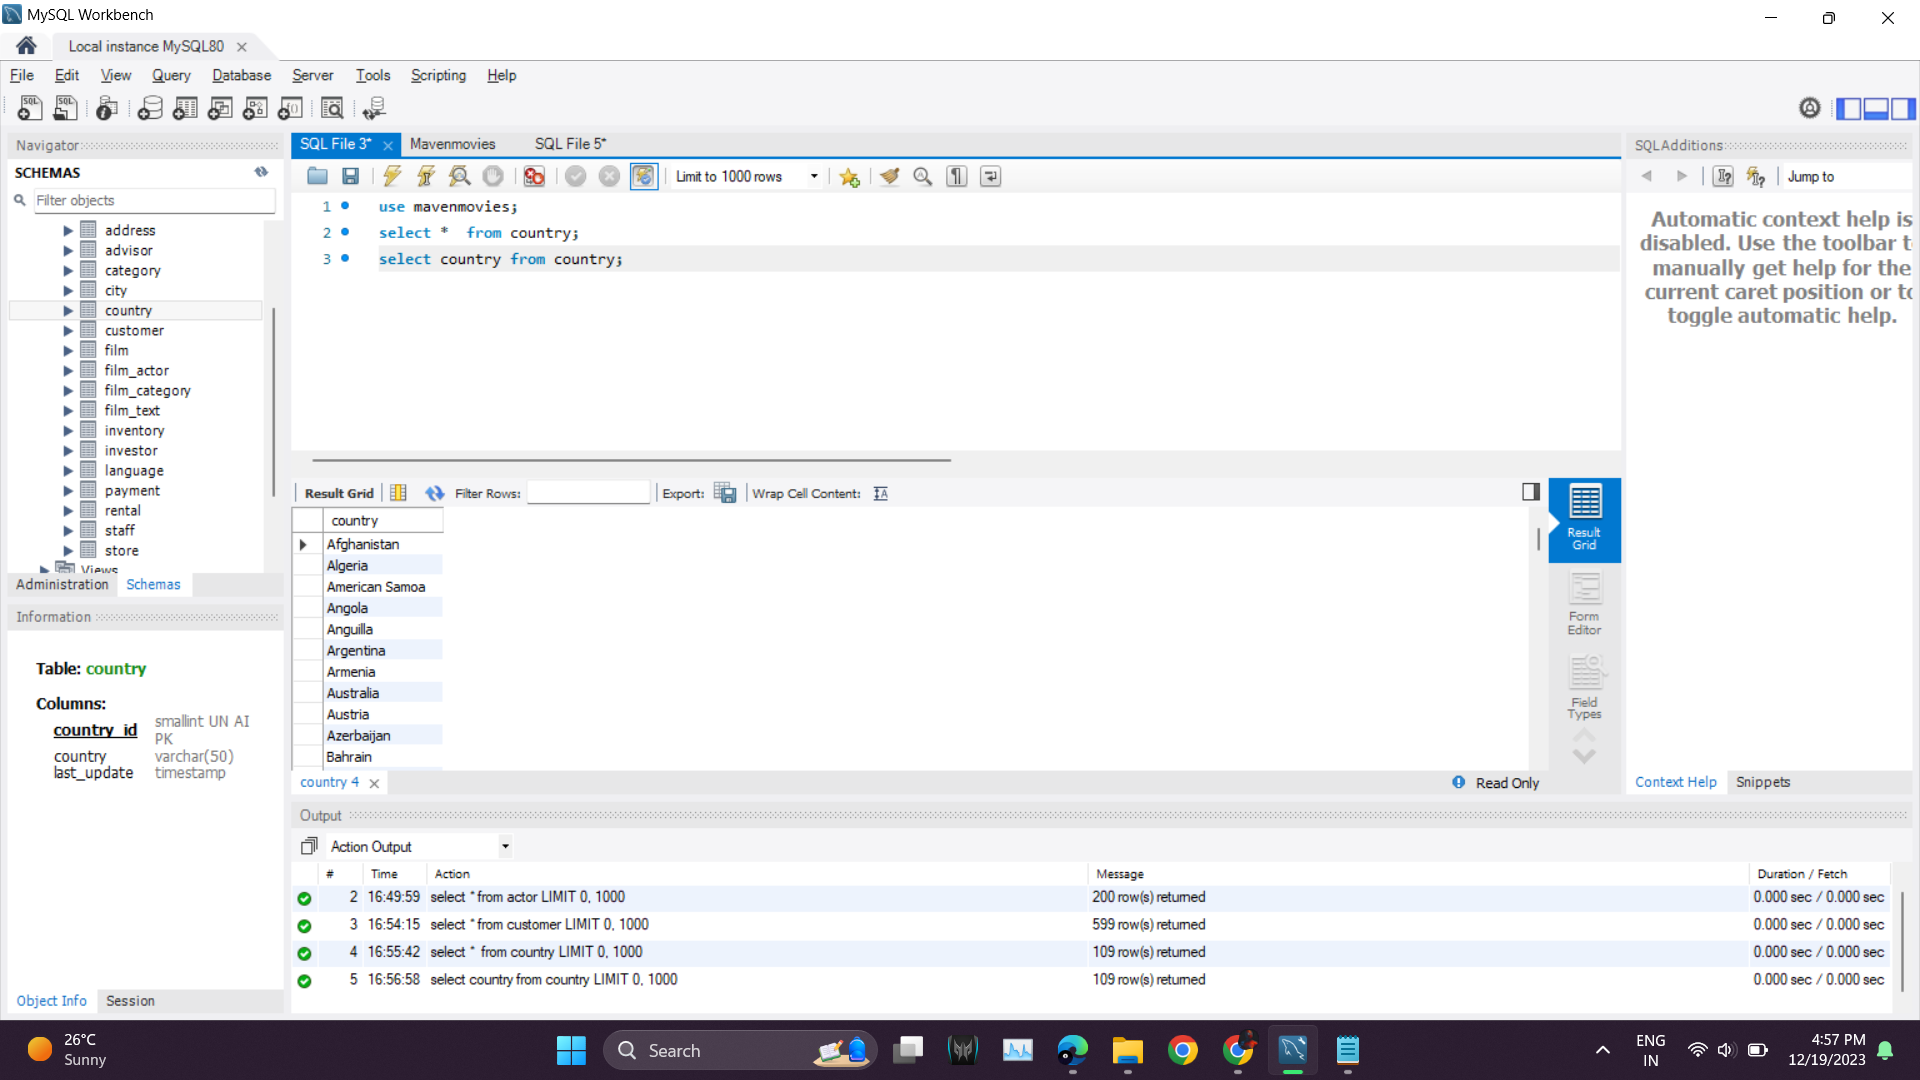 MySQL Workbench
Local instance MySQL80
File Edit View Query Database Server Tools Scripting Help
Navigator
SCHEMAS
Filter objects
address
advisor
category
city
country
customer
film
film_actor
film_category
film_text
inventory
investor
language
payment
rental
staff
store
Views
Administration Schemas
Information
Table: country
Columns:
country_id smallint UN AI
PK
country varchar(50)
last_update timestamp
Object Info Session
SQL File 3* Mavenmovies SQL File 5*
Limit to 1000 rows
1 use mavenmovies;
2 select * from country;
3 select country from country;
Result Grid Filter Rows: Export: Wrap Cell Content:
country
Afghanistan
Algeria
American Samoa
Angola
Anguilla
Argentina
Armenia
Australia
Austria
Azerbaijan
Bahrain
Result
Grid
Form
Editor
Field
Types
country 4 Read Only
SQLAdditions
Jump to
Automatic context help is
disabled. Use the toolbar t
manually get help for the
current caret position or to
toggle automatic help.
Context Help Snippets
Output
Action Output
# Time Action Message Duration / Fetch
2 16:49:59 select * from actor LIMIT 0, 1000 200 row(s) returned 0.000 sec / 0.000 sec
3 16:54:15 select * from customer LIMIT 0, 1000 599 row(s) returned 0.000 sec / 0.000 sec
4 16:55:42 select * from country LIMIT 0, 1000 109 row(s) returned 0.000 sec / 0.000 sec
5 16:56:58 select country from country LIMIT 0, 1000 109 row(s) returned 0.000 sec / 0.000 sec
26°C
Sunny
Search
ENG
IN
4:57 PM
12/19/2023